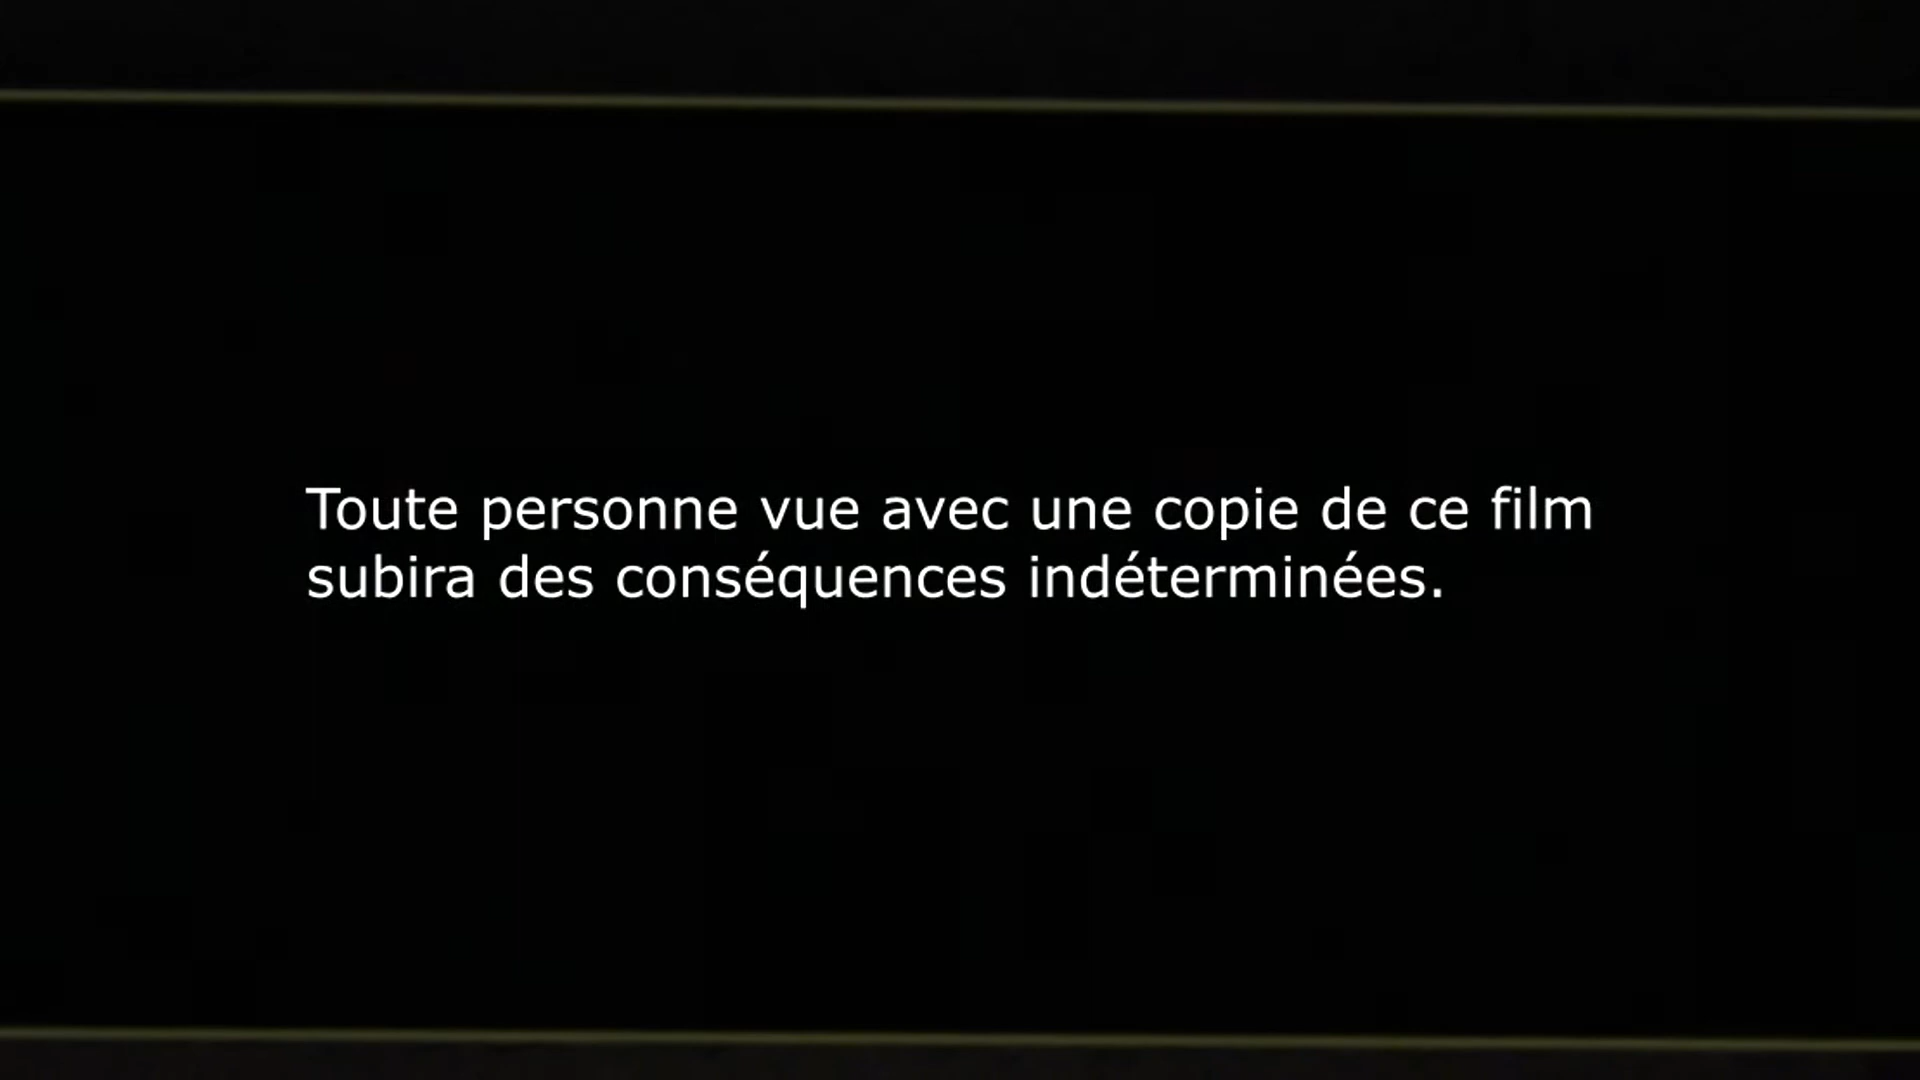 Toute personne vue avec une copie de ce film
subira des conséquences indéterminées.